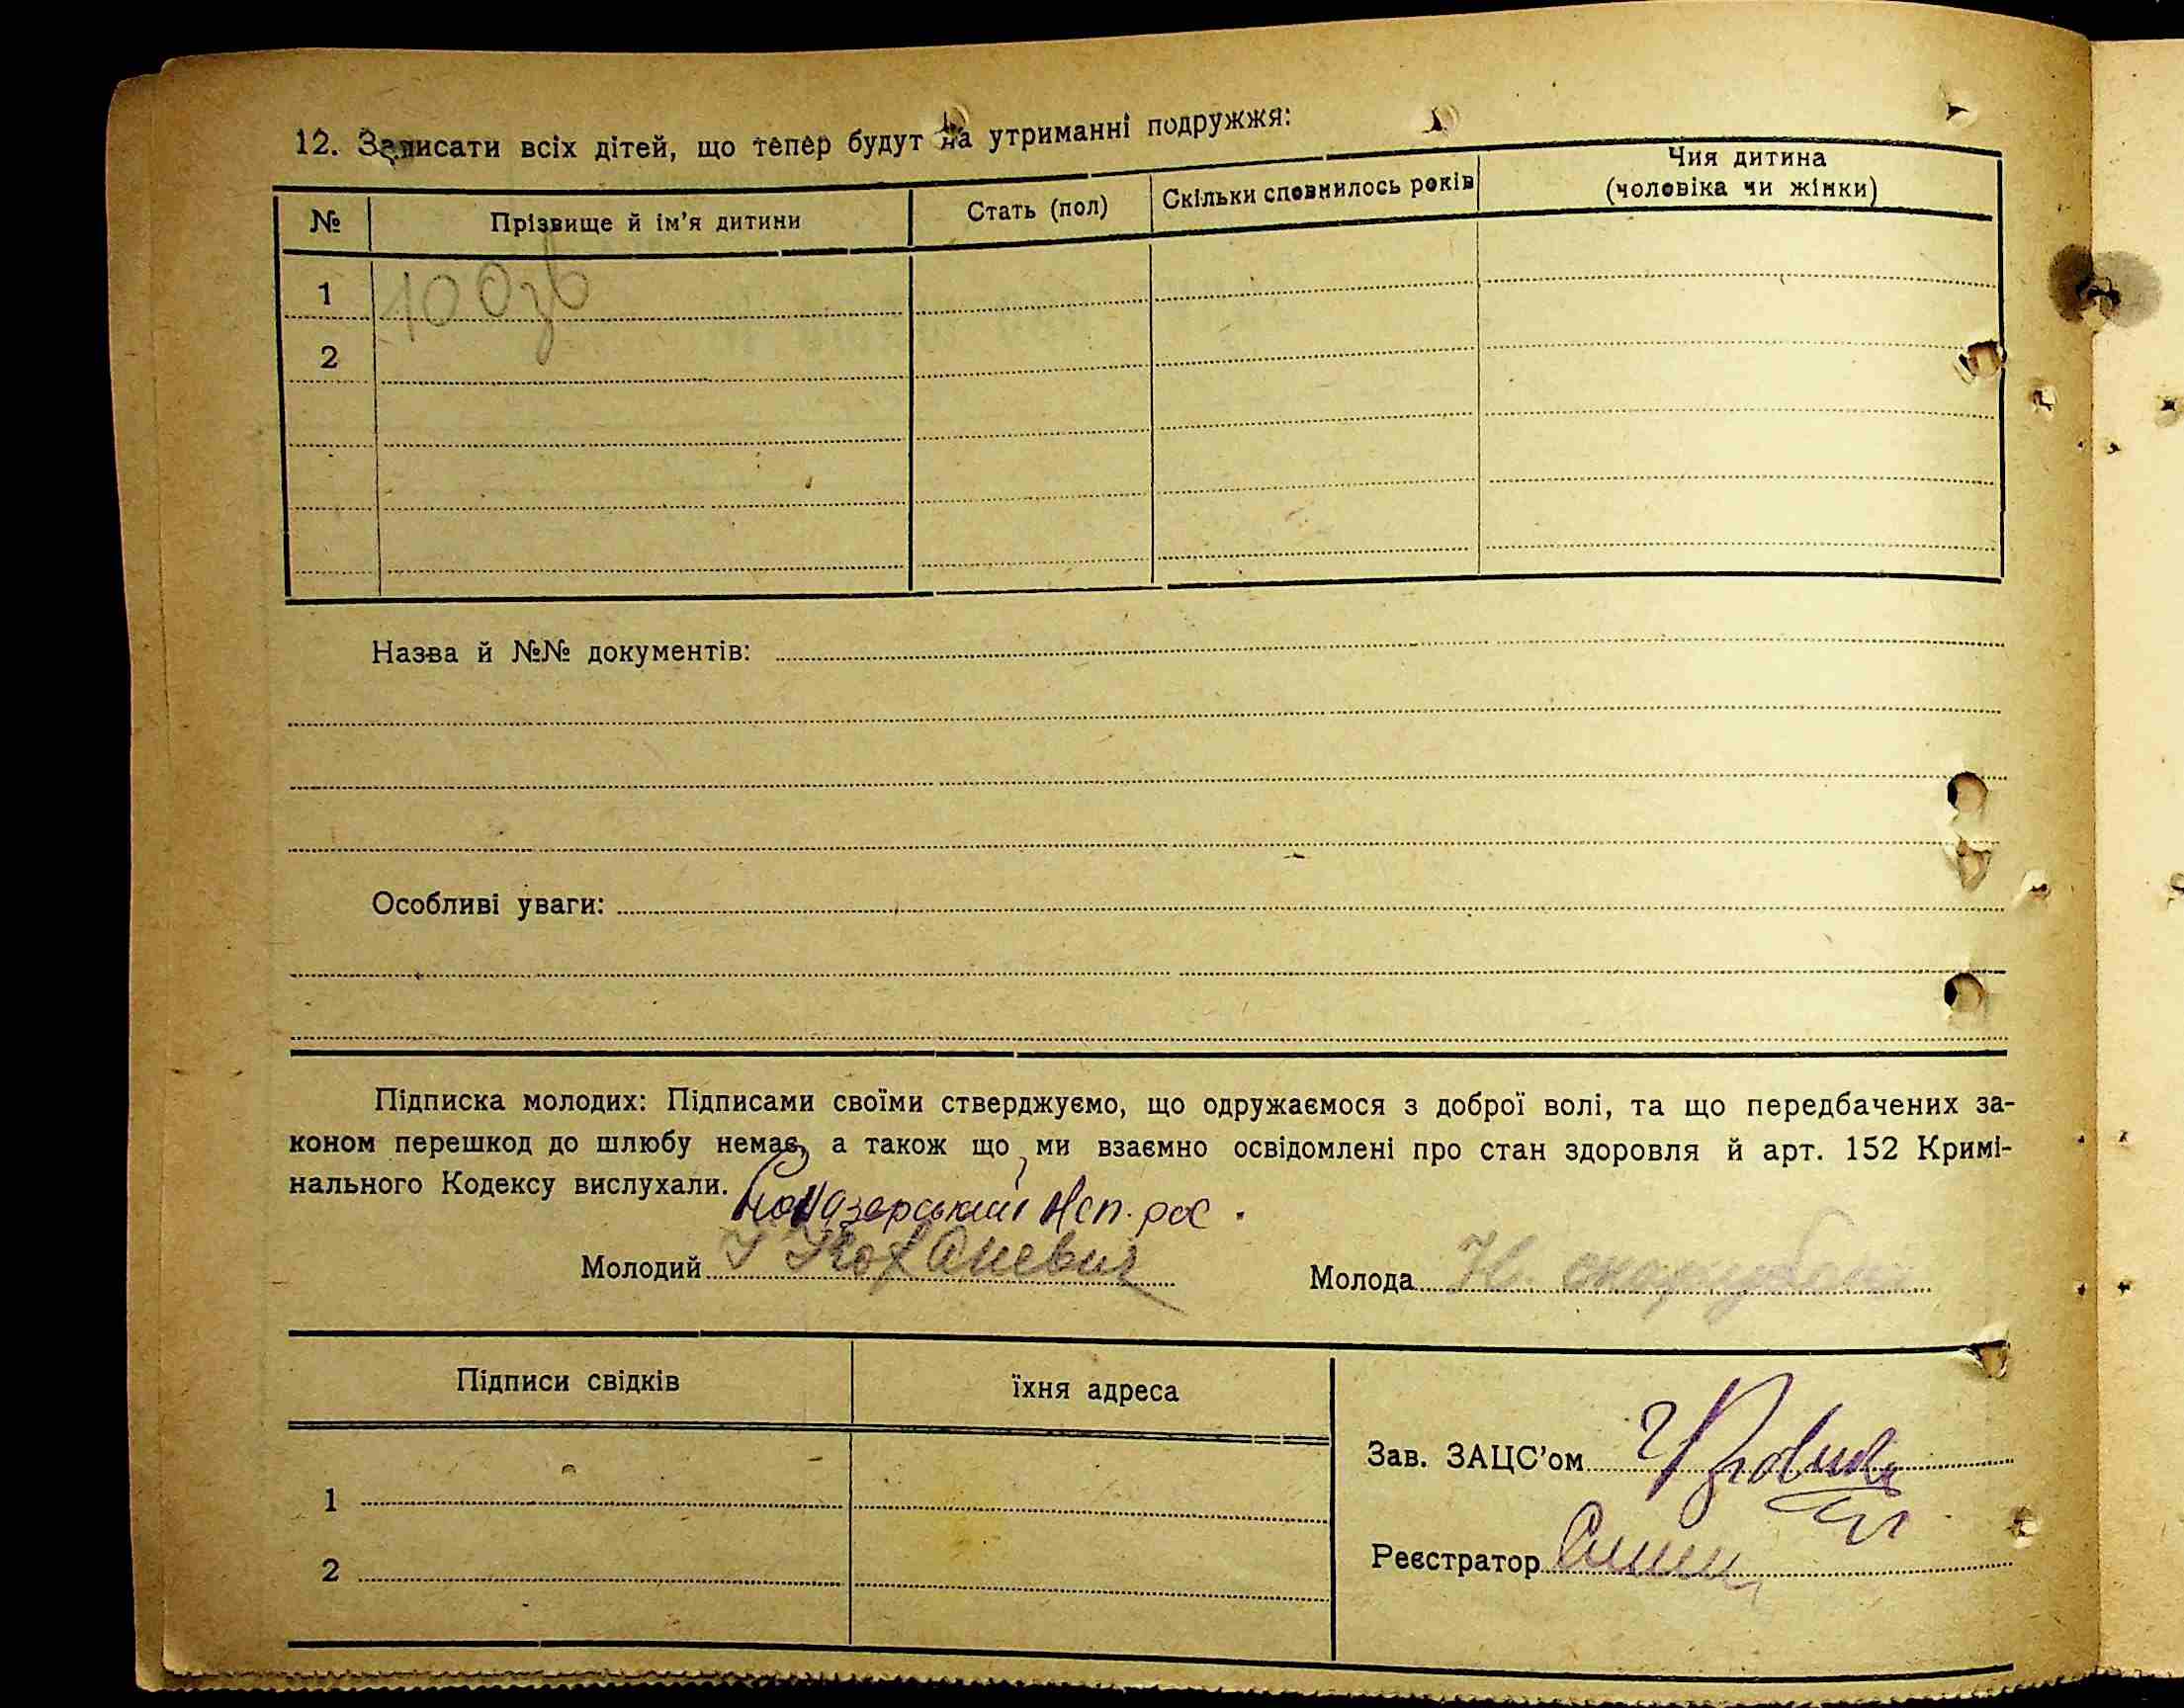 12. Записати всіх дітей, що тепер будут на утриманні подружжя:
№ Прізвище й ім’я дитини Стать (пол) Скільки сповнилось років Чия дитина
(чоловіка чи жінки)
1
2
Назва й №№ документів:
Особливі уваги:
Підписка молодих: Підписами своїми стверджуємо, що одружаємося з доброї волі, та що передбачених за-
коном перешкод до шлюбу немає, а також що ми взаємно освідомлені про стан здоровля й арт. 152 Кримі-
нального Кодексу вислухали.
Молодий І Коханевич Молода Н.
Підписи свідків їхня адреса
Зав. ЗАЦС’ом
1
Реєстратор
2